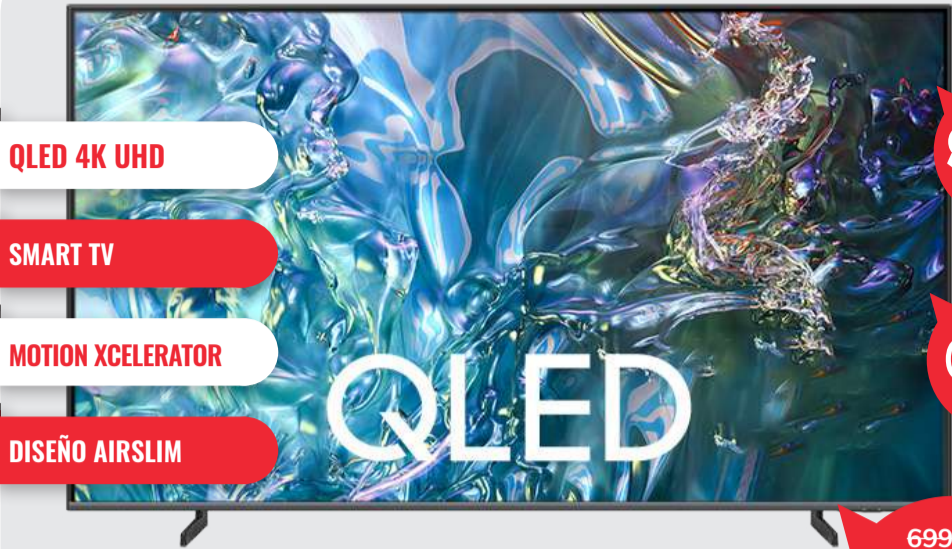 QLED 4K UHD
SMART TV
MOTION XCELERATOR
DISEÑO AIRSLIM
QLED
699